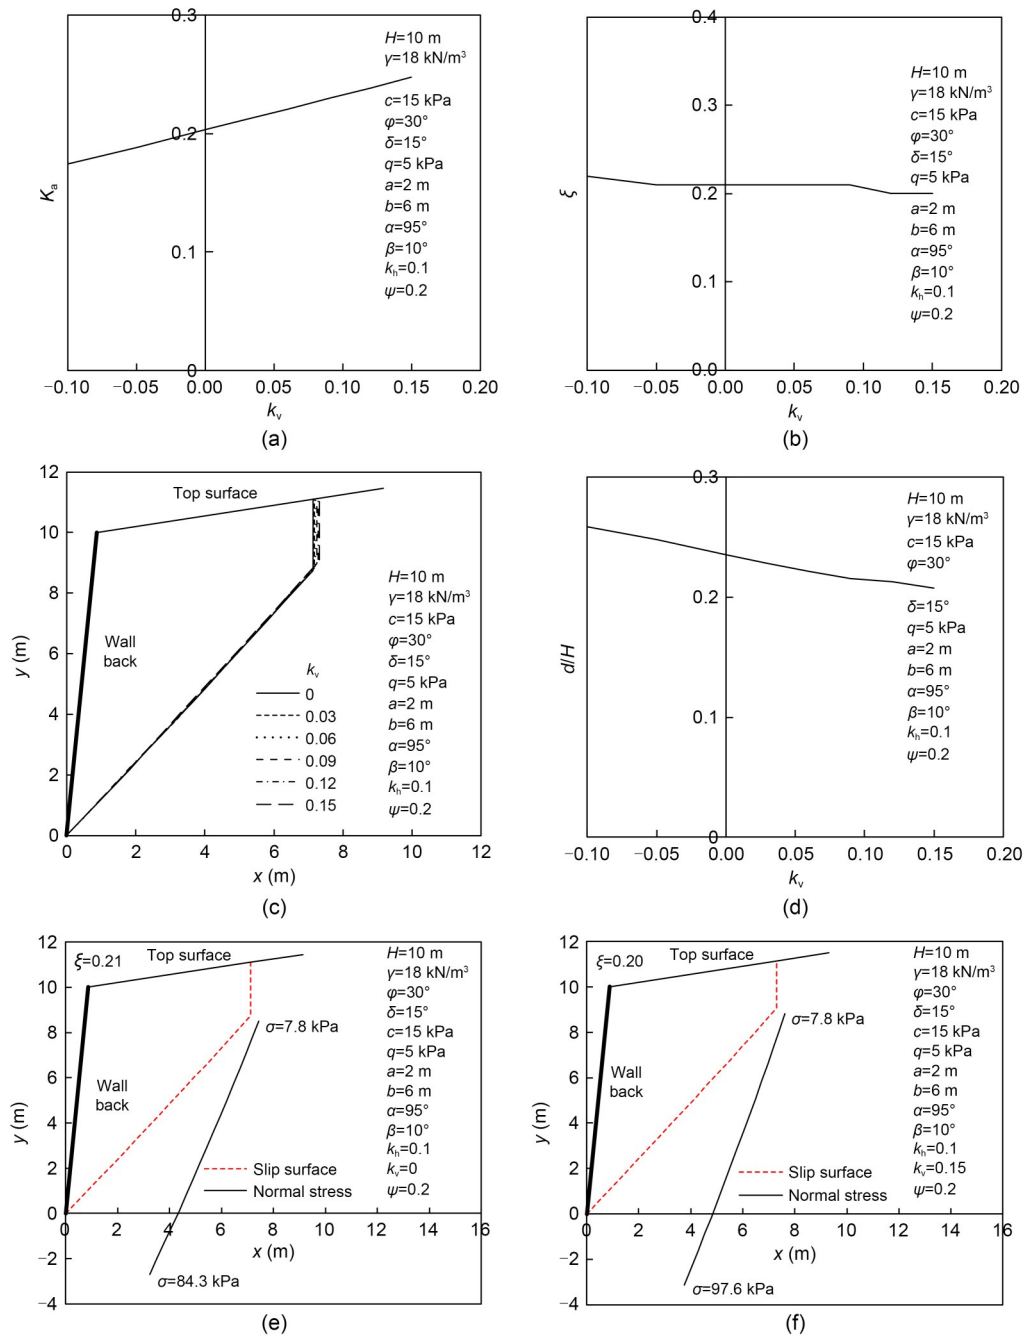 0.3
0.2
0.1
0
Kₐ
H=10 m
γ=18 kN/m³
c=15 kPa
φ=30°
δ=15°
q=5 kPa
a=2 m
b=6 m
α=95°
β=10°
kₕ=0.1
ψ=0.2
−0.10 −0.05 0.00 0.05 0.10 0.15 0.20
kᵥ
(a)
0.4
0.3
0.2
0.1
0.0
ξ
H=10 m
γ=18 kN/m³
c=15 kPa
φ=30°
δ=15°
q=5 kPa
a=2 m
b=6 m
α=95°
β=10°
kₕ=0.1
ψ=0.2
−0.10 −0.05 0.00 0.05 0.10 0.15 0.20
kᵥ
(b)
12
10
8
6
4
2
0
y (m)
Top surface
Wall
back
H=10 m
γ=18 kN/m³
c=15 kPa
φ=30°
δ=15°
q=5 kPa
a=2 m
b=6 m
α=95°
β=10°
kₕ=0.1
ψ=0.2
kᵥ
0
0.03
0.06
0.09
0.12
0.15
0 2 4 6 8 10 12
x (m)
(c)
0.3
0.2
0.1
0
d/H
H=10 m
γ=18 kN/m³
c=15 kPa
φ=30°
δ=15°
q=5 kPa
a=2 m
b=6 m
α=95°
β=10°
kₕ=0.1
ψ=0.2
−0.10 −0.05 0.00 0.05 0.10 0.15 0.20
kᵥ
(d)
12
10
8
6
4
2
0
−2
−4
y (m)
ξ=0.21
Top surface
Wall
back
σ=7.8 kPa
H=10 m
γ=18 kN/m³
φ=30°
δ=15°
c=15 kPa
q=5 kPa
a=2 m
b=6 m
α=95°
β=10°
kₕ=0.1
kᵥ=0
ψ=0.2
Slip surface
Normal stress
0 2 4 6 8 10 12 14 16
x (m)
σ=84.3 kPa
(e)
12
10
8
6
4
2
0
−2
−4
y (m)
ξ=0.20
Top surface
Wall
back
σ=7.8 kPa
H=10 m
γ=18 kN/m³
φ=30°
δ=15°
c=15 kPa
q=5 kPa
a=2 m
b=6 m
α=95°
β=10°
kₕ=0.1
kᵥ=0.15
ψ=0.2
Slip surface
Normal stress
0 2 4 6 8 10 12 14 16
x (m)
σ=97.6 kPa
(f)